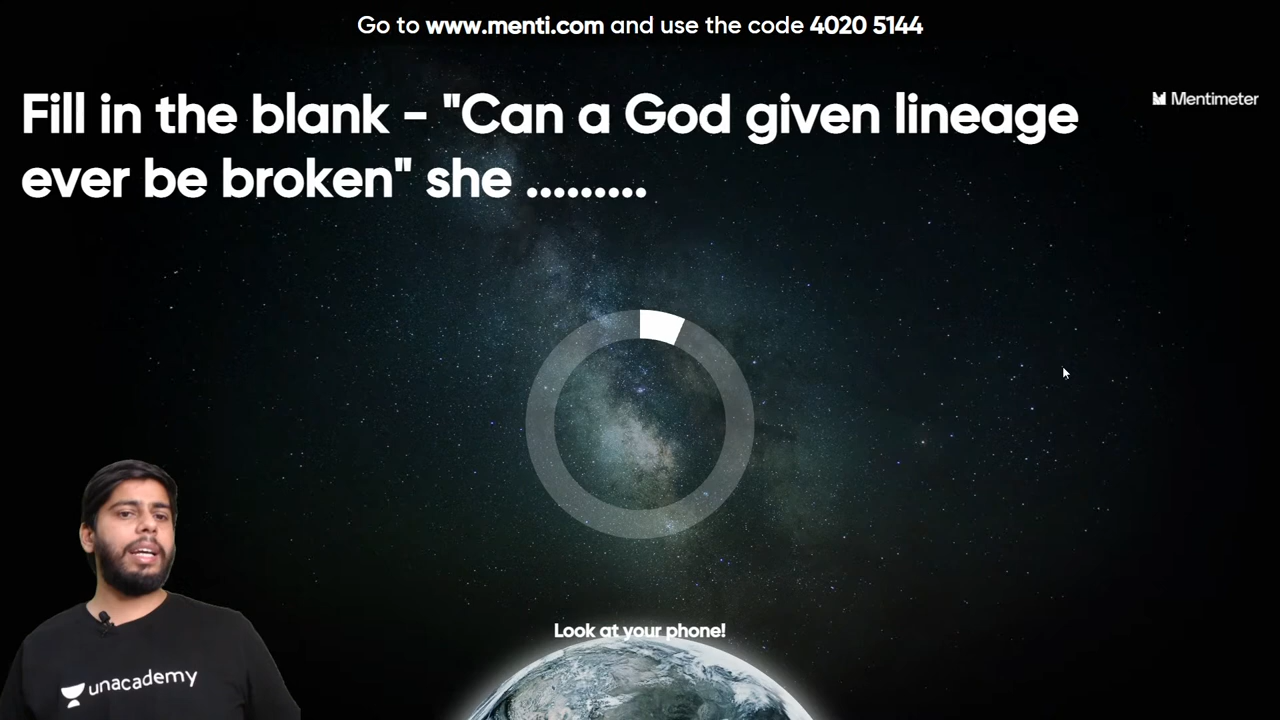 Go to www.menti.com and use the code 4020 5144
Mentimeter
Fill in the blank - "Can a God given lineage
ever be broken" she .........
Look at your phone!
unacademy